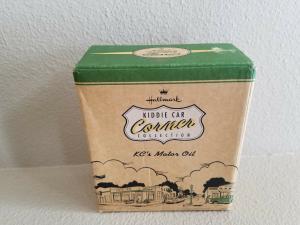 Hallmark
KIDDIE CAR
Corner
COLLECTION
KC's Motor Oil